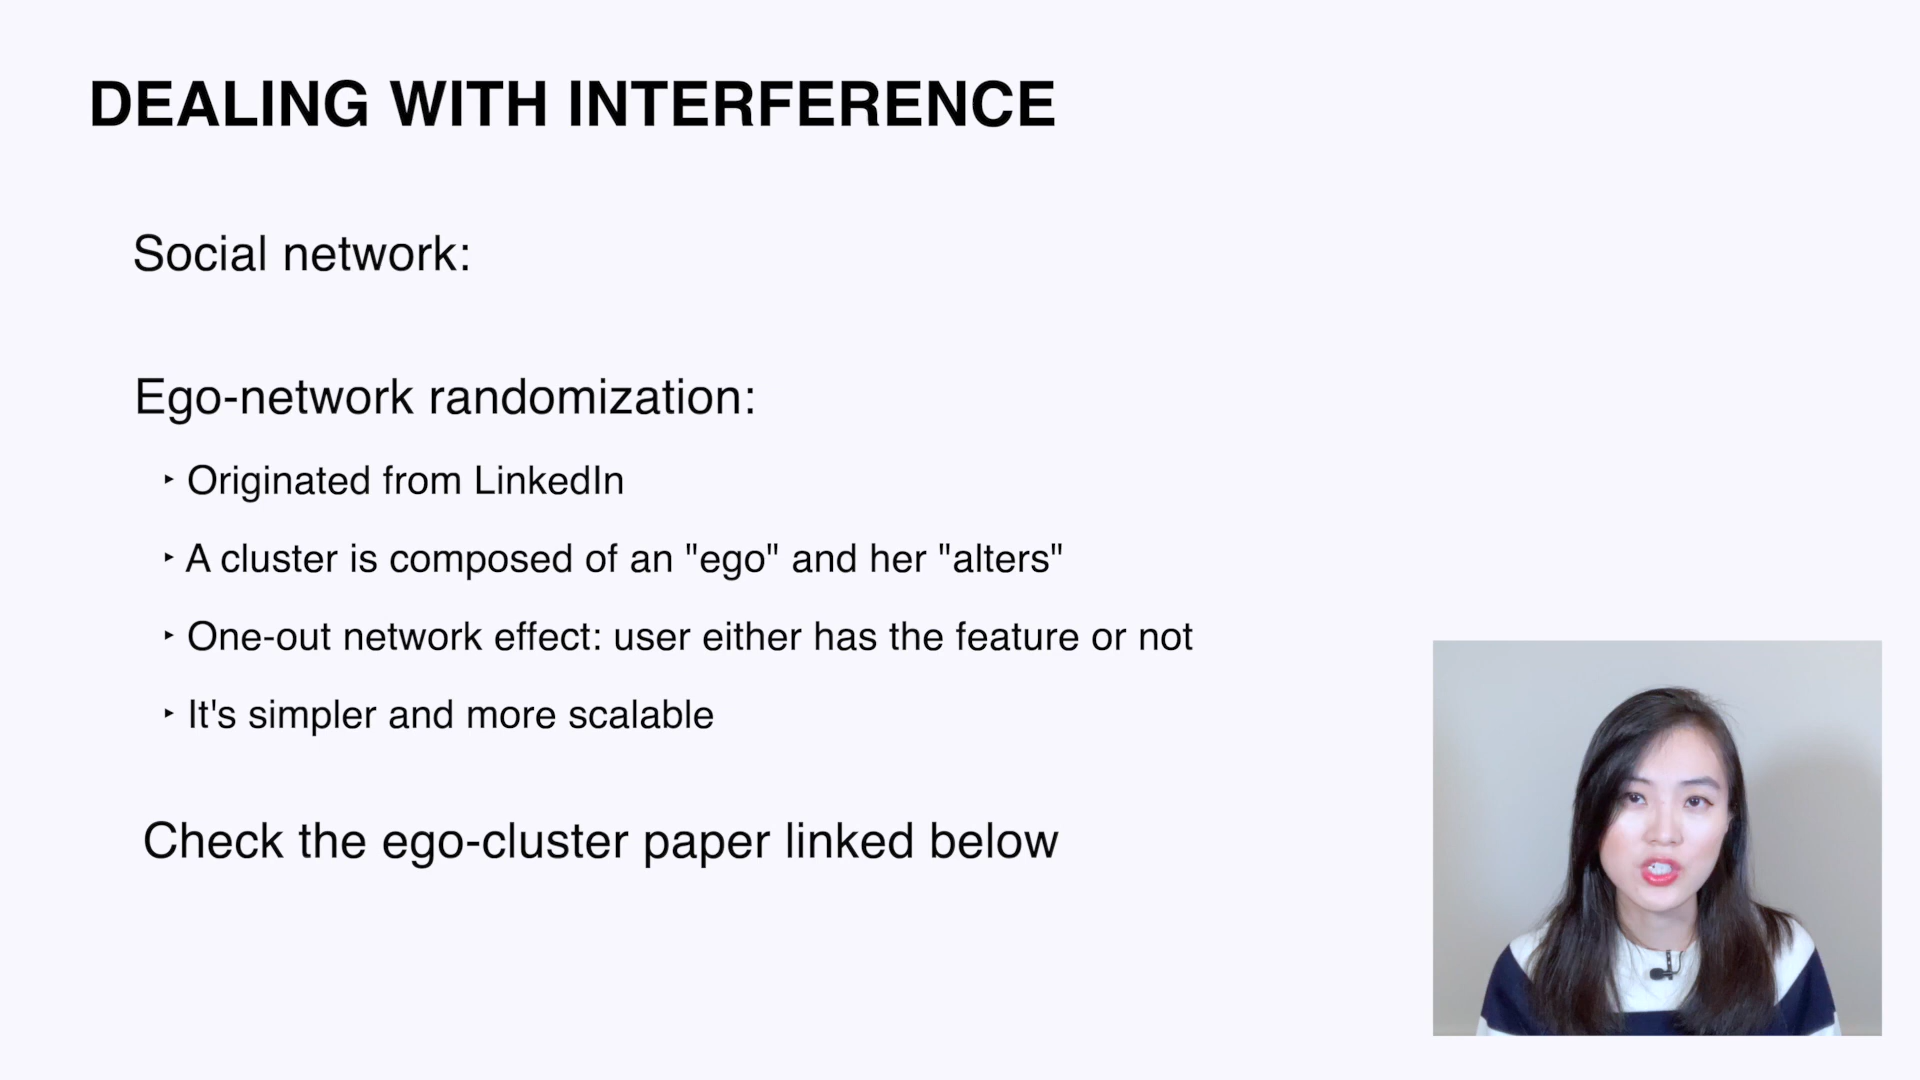 DEALING WITH INTERFERENCE
Social network:
Ego-network randomization:
‣ Originated from LinkedIn
‣ A cluster is composed of an "ego" and her "alters"
‣ One-out network effect: user either has the feature or not
‣ It's simpler and more scalable
Check the ego-cluster paper linked below